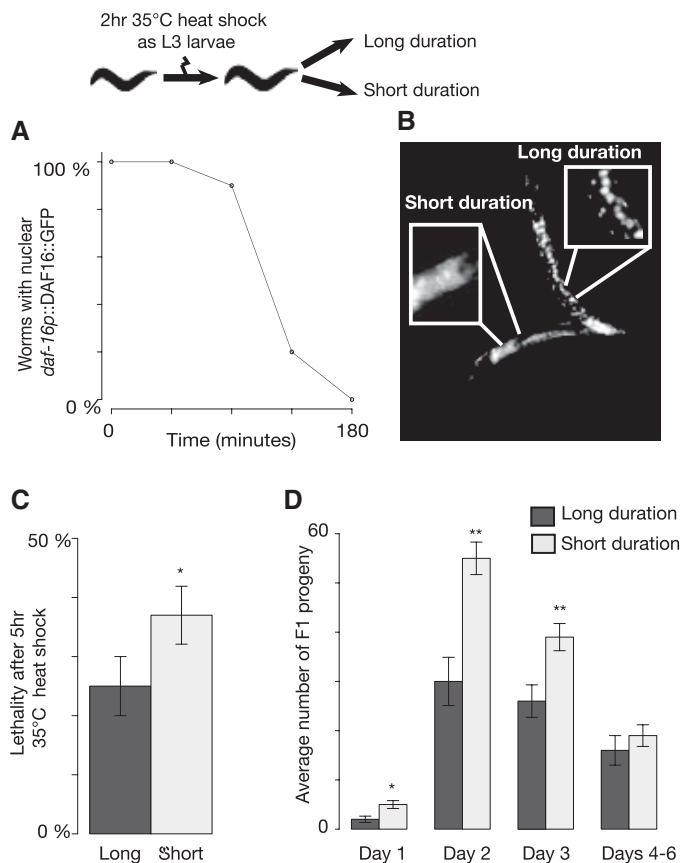 2hr 35°C heat shock
as L3 larvae
Long duration
Short duration
A
Worms with nuclear
daf-16p::DAF16::GFP
100 %
0 %
0
180
Time (minutes)
B
Long duration
Short duration
C
Lethality after 5hr
35°C heat shock
50 %
0 %
*
Long
Short
D
Average number of F1 progeny
60
0
Long duration
Short duration
*
**
**
Day 1
Day 2
Day 3
Days 4-6